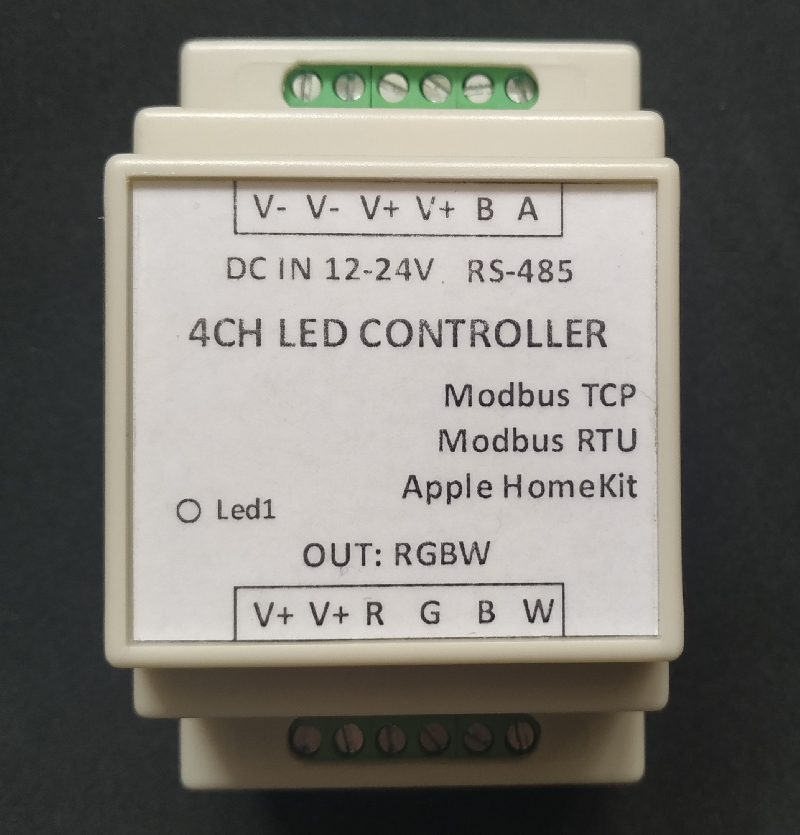 V- V- V+ V+ B A
DC IN 12-24V RS-485
4CH LED CONTROLLER
Modbus TCP
Modbus RTU
Apple HomeKit
Led1
OUT: RGBW
V+ V+ R G B W